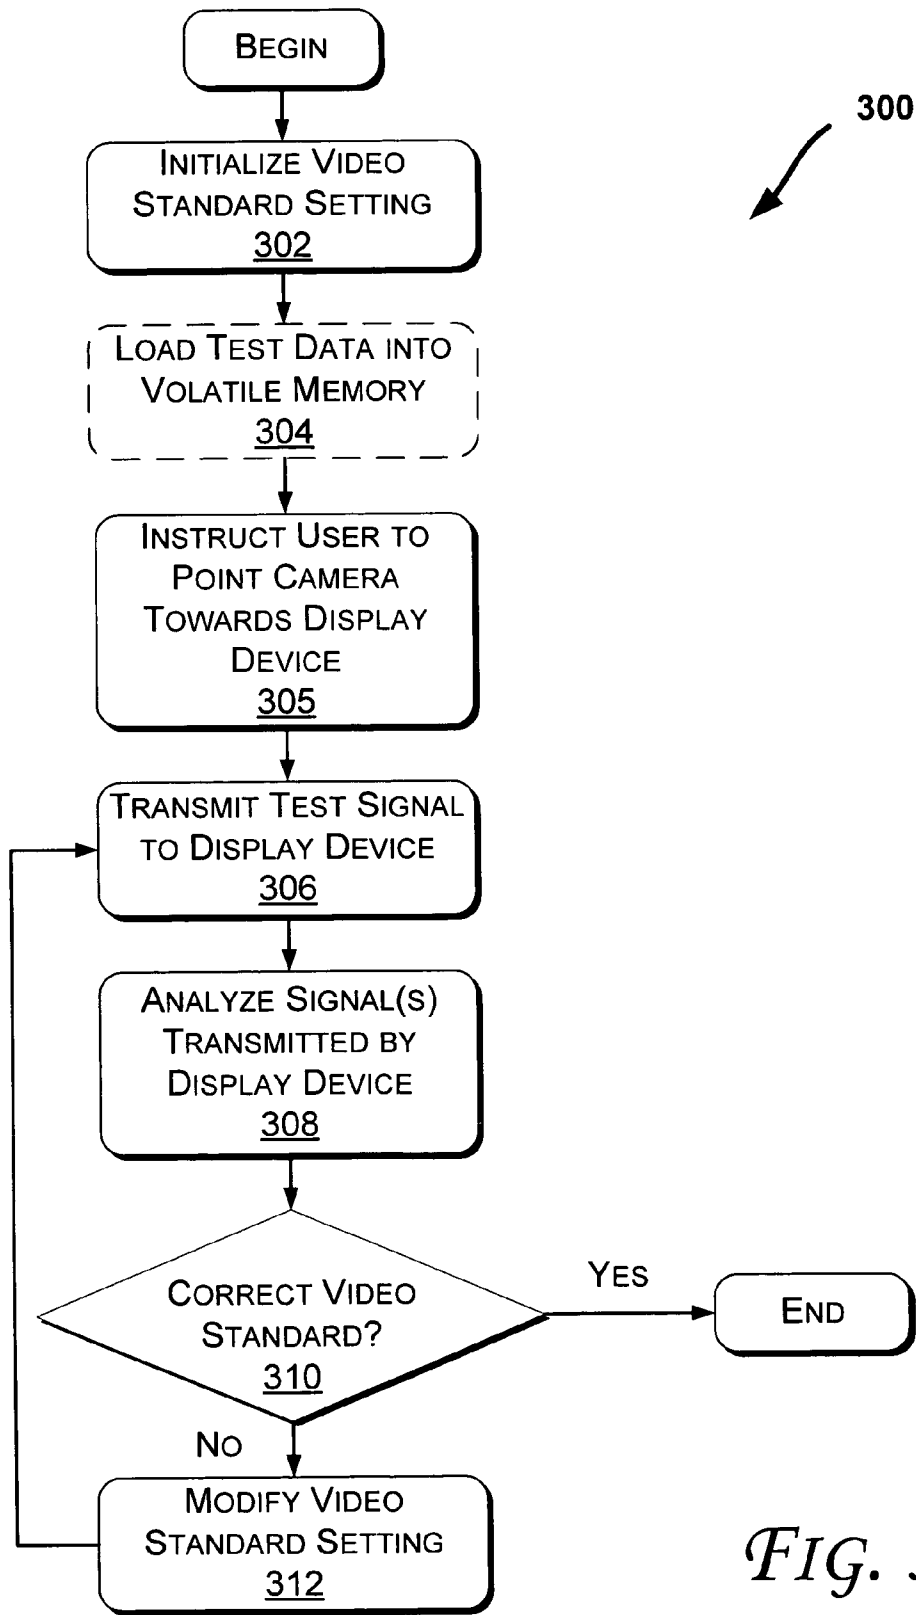 BEGIN
300
INITIALIZE VIDEO
STANDARD SETTING
302
LOAD TEST DATA INTO
VOLATILE MEMORY
304
INSTRUCT USER TO
POINT CAMERA
TOWARDS DISPLAY
DEVICE
305
TRANSMIT TEST SIGNAL
TO DISPLAY DEVICE
306
ANALYZE SIGNAL(S)
TRANSMITTED BY
DISPLAY DEVICE
308
CORRECT VIDEO
STANDARD?
310
YES
END
NO
MODIFY VIDEO
STANDARD SETTING
312
FIG.